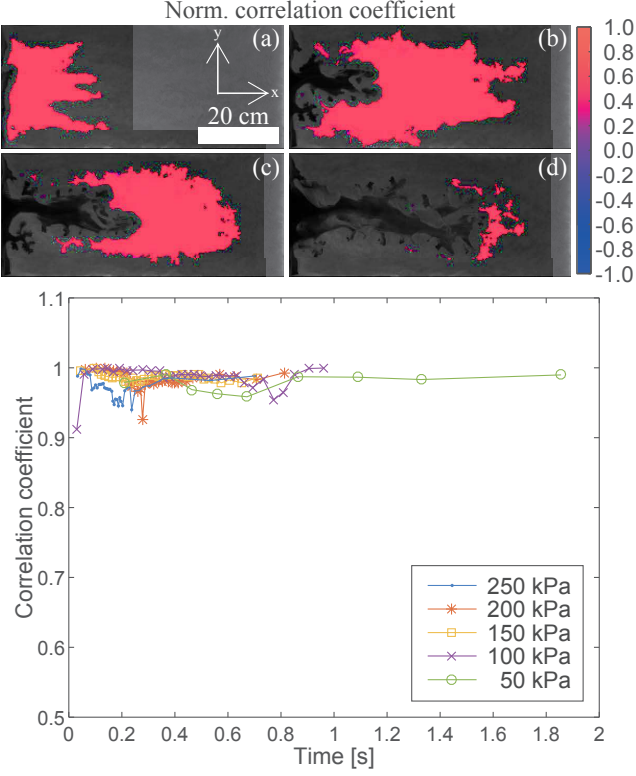 Norm. correlation coefficient
(a)
y
x
20 cm
(b)
(c)
(d)
1.0
0.8
0.6
0.4
0.2
0.0
-0.2
-0.4
-0.6
-0.8
-1.0
1.1
1
0.9
0.8
0.7
0.6
0.5
Correlation coefficient
250 kPa
200 kPa
150 kPa
100 kPa
50 kPa
0 0.2 0.4 0.6 0.8 1 1.2 1.4 1.6 1.8 2
Time [s]